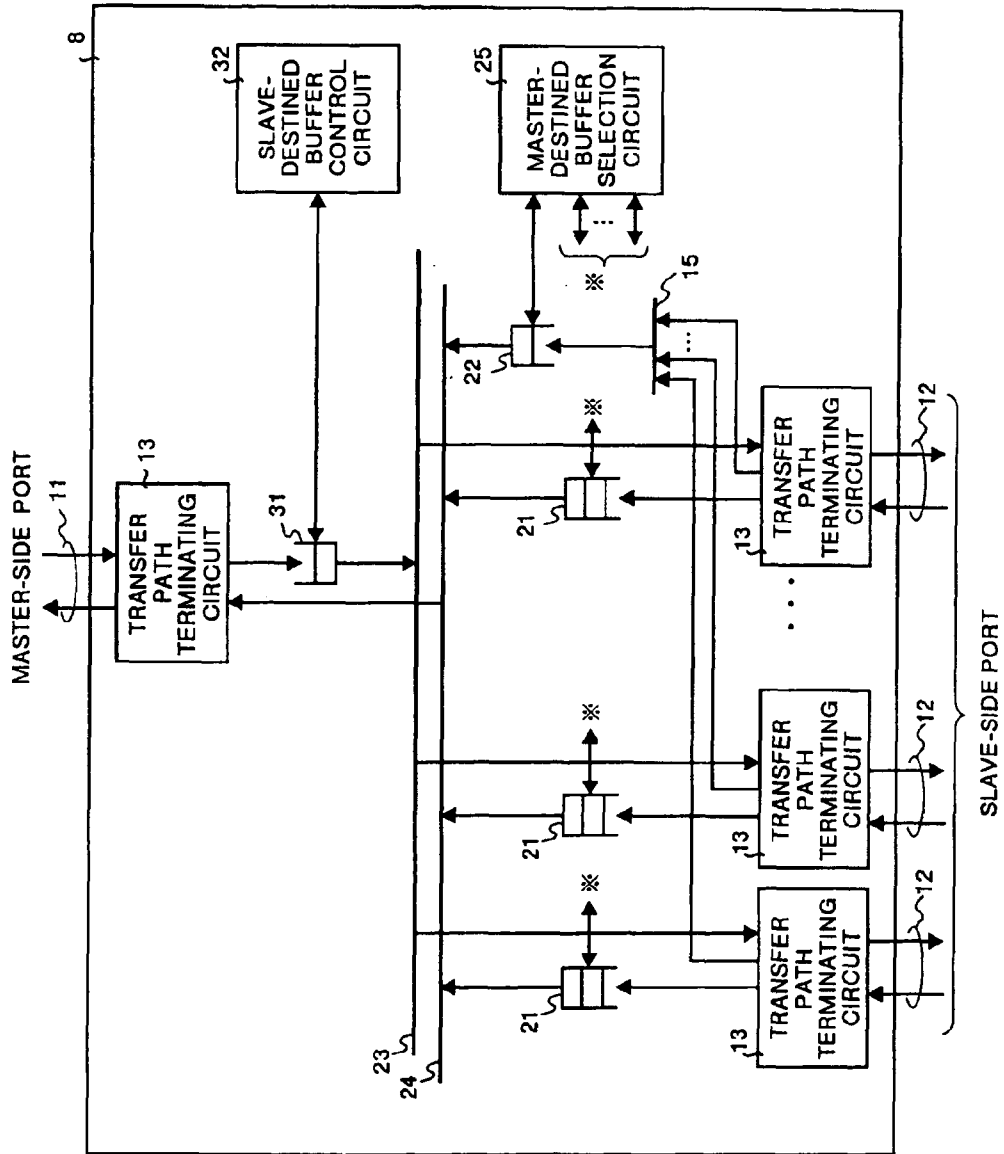 8
MASTER-SIDE PORT
11
13
TRANSFER
PATH
TERMINATING
CIRCUIT
31
32
SLAVE-
DESTINED
BUFFER
CONTROL
CIRCUIT
23
24
25
MASTER-
DESTINED
BUFFER
SELECTION
CIRCUIT
※
22
15
21
※
21
※
21
※
13
TRANSFER
PATH
TERMINATING
CIRCUIT
12
13
TRANSFER
PATH
TERMINATING
CIRCUIT
12
13
TRANSFER
PATH
TERMINATING
CIRCUIT
12
SLAVE-SIDE PORT